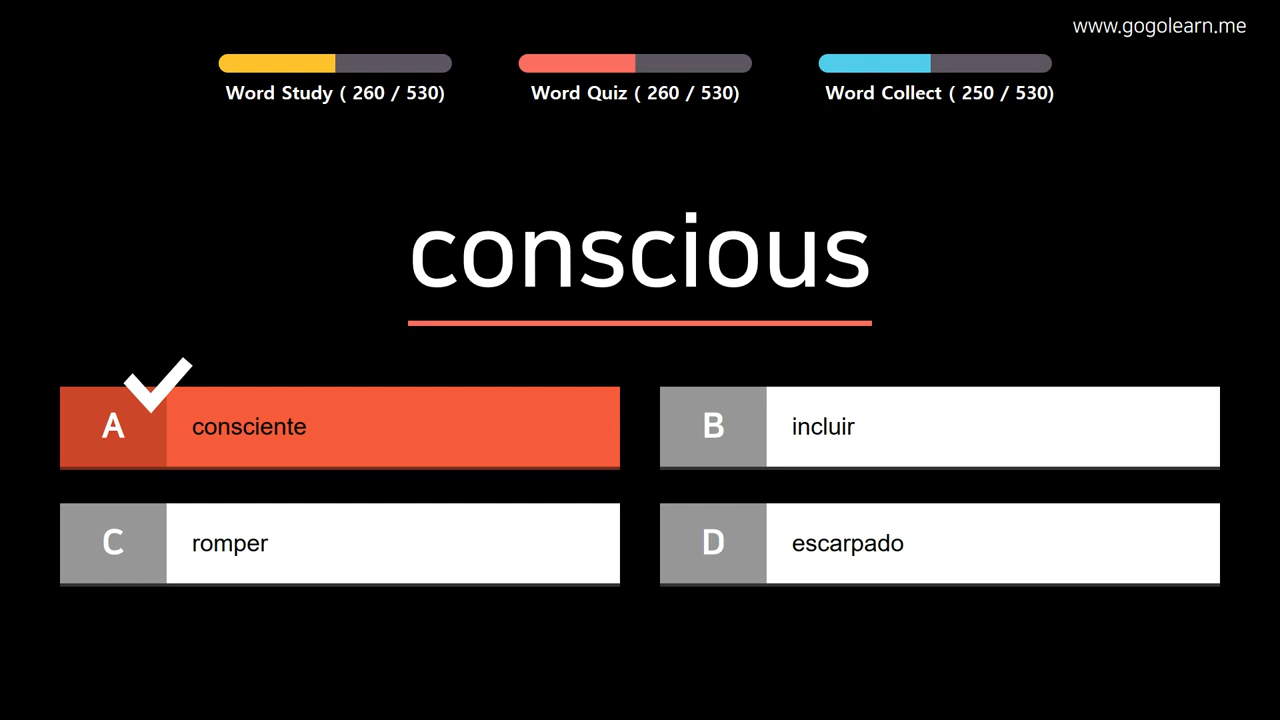 www.gogolearn.me
Word Study ( 260 / 530)
Word Quiz ( 260 / 530)
Word Collect ( 250 / 530)
conscious
A consciente
B incluir
C romper
D escarpado